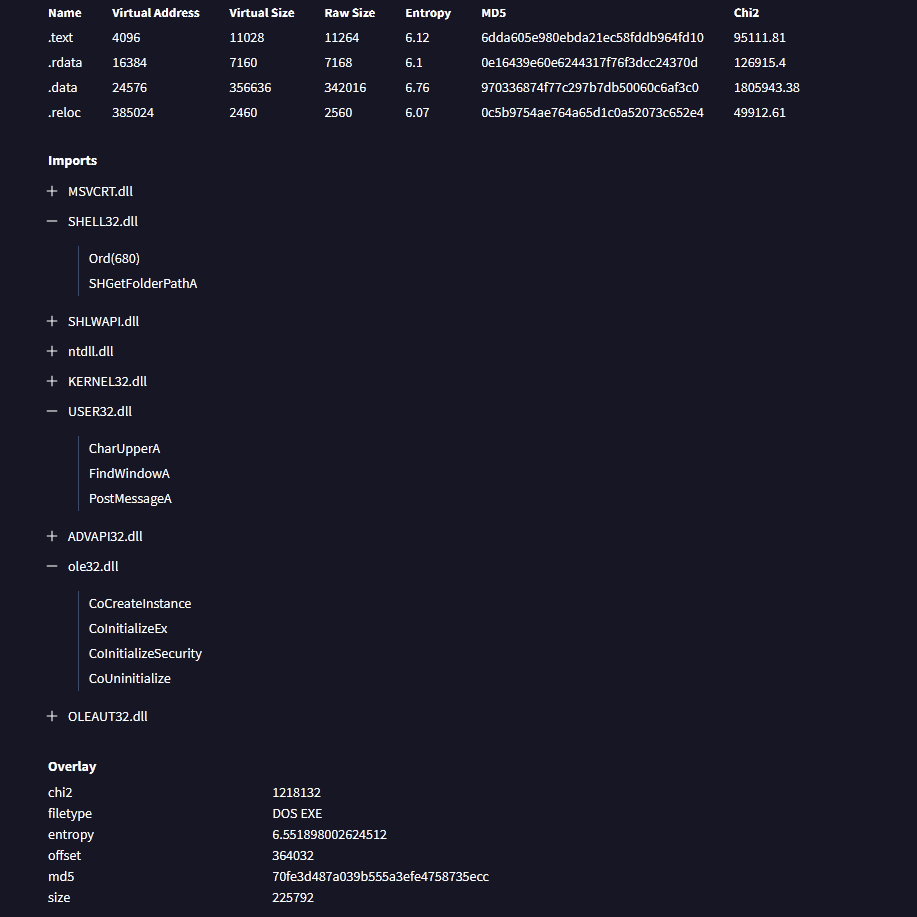 Name Virtual Address Virtual Size Raw Size Entropy MD5 Chi2
.text 4096 11028 11264 6.12 6dda605e980ebda21ec58fddb964fd10 95111.81
.rdata 16384 7160 7168 6.1 0e16439e60e6244317f76f3dcc24370d 126915.4
.data 24576 356636 342016 6.76 970336874f77c297b7db50060c6af3c0 1805943.38
.reloc 385024 2460 2560 6.07 0c5b9754ae764a65d1c0a52073c652e4 49912.61
Imports
+ MSVCRT.dll
− SHELL32.dll
Ord(680)
SHGetFolderPathA
+ SHLWAPI.dll
+ ntdll.dll
+ KERNEL32.dll
− USER32.dll
CharUpperA
FindWindowA
PostMessageA
+ ADVAPI32.dll
− ole32.dll
CoCreateInstance
CoInitializeEx
CoInitializeSecurity
CoUninitialize
+ OLEAUT32.dll
Overlay
chi2 1218132
filetype DOS EXE
entropy 6.551898002624512
offset 364032
md5 70fe3d487a039b555a3efe4758735ecc
size 225792